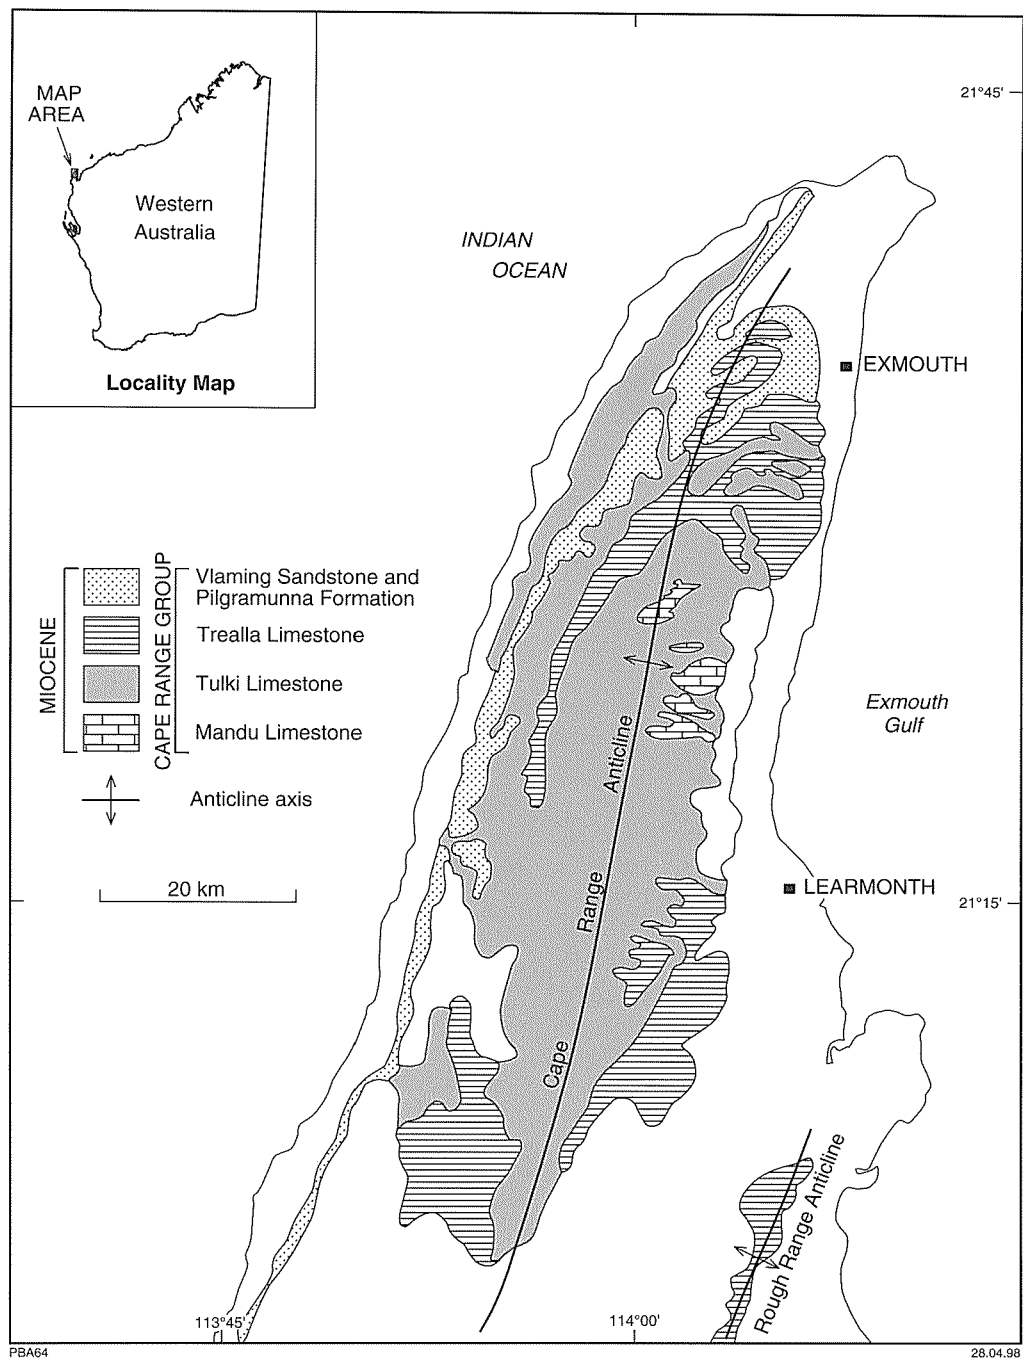 MAP
AREA
Western
Australia
Locality Map
INDIAN
OCEAN
21°45'
EXMOUTH
MIOCENE
CAPE RANGE GROUP
Vlaming Sandstone and
Pilgramunna Formation
Trealla Limestone
Tulki Limestone
Mandu Limestone
Anticline axis
20 km
Exmouth
Gulf
LEARMONTH
21°15'
Cape Range Anticline
Rough Range Anticline
113°45'
114°00'
PBA64
28.04.98